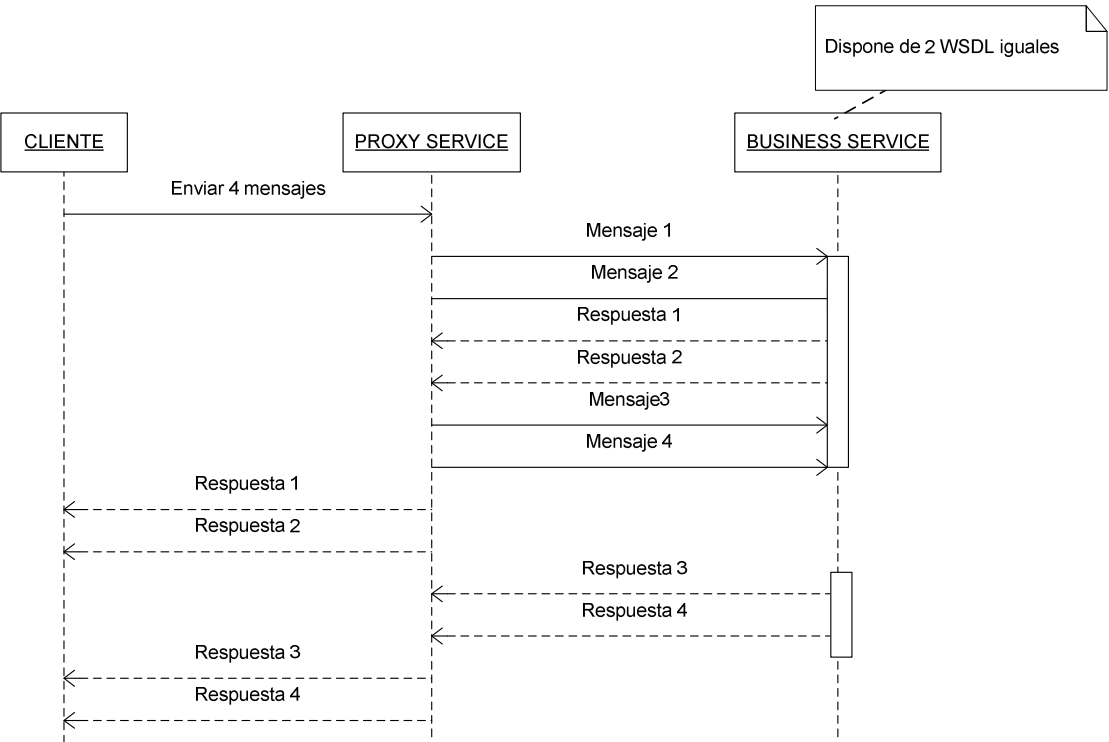 Dispone de 2 WSDL iguales
CLIENTE
PROXY SERVICE
BUSINESS SERVICE
Enviar 4 mensajes
Mensaje 1
Mensaje 2
Respuesta 1
Respuesta 2
Mensaje3
Mensaje 4
Respuesta 1
Respuesta 2
Respuesta 3
Respuesta 4
Respuesta 3
Respuesta 4